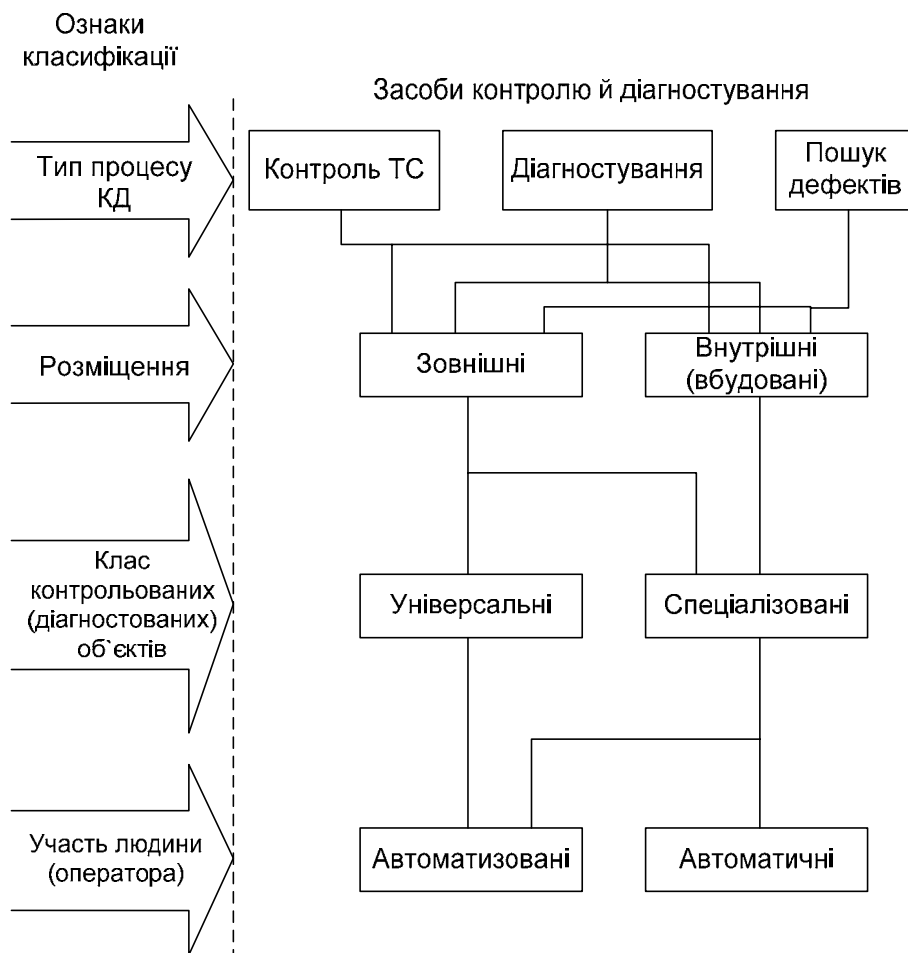 Ознаки
класифікації
Засоби контролю й діагностування
Тип процесу
КД
Контроль ТС
Діагностування
Пошук
дефектів
Розміщення
Зовнішні
Внутрішні
(вбудовані)
Клас
контрольованих
(діагностованих)
об`єктів
Універсальні
Спеціалізовані
Участь людини
(оператора)
Автоматизовані
Автоматичні